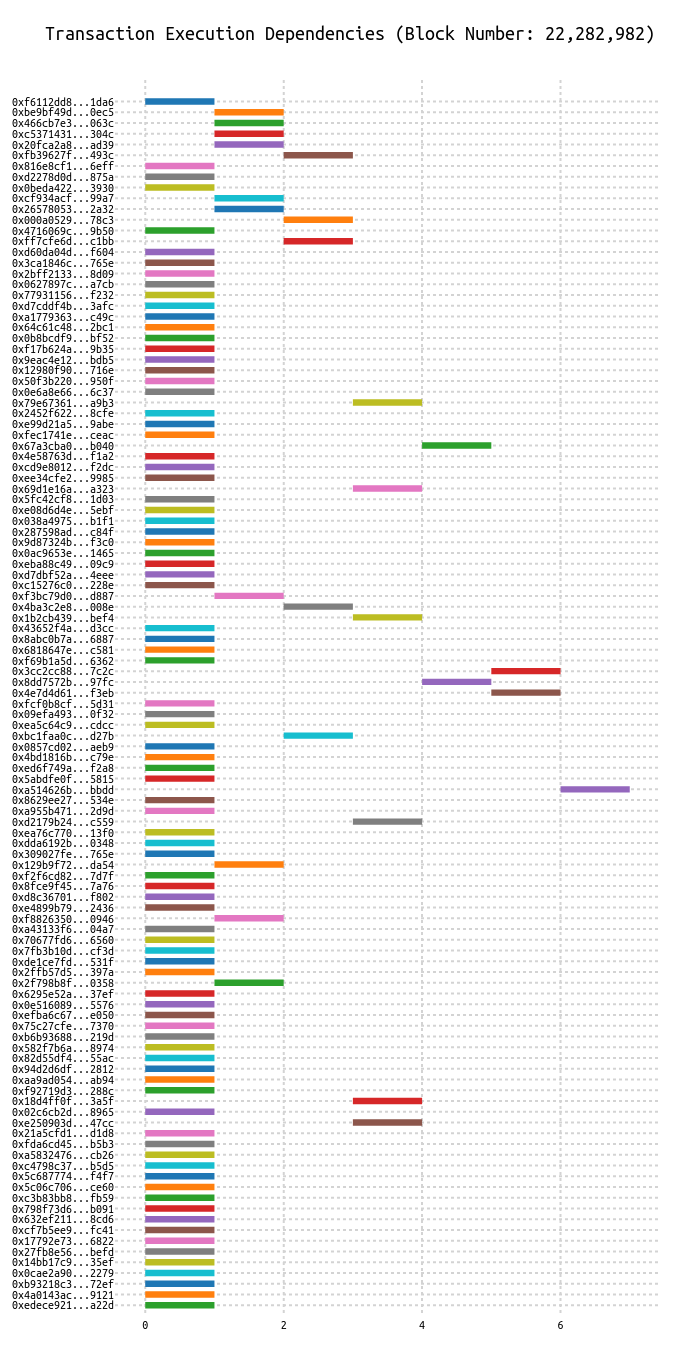 Transaction Execution Dependencies (Block Number: 22,282,982)
0xf6112dd8...1da6
0xbe9bf49d...0ec5
0x466cb7e3...063c
0xc5371431...304c
0x20fca2a8...ad39
0xfb39627f...493c
0x816e8cf1...6eff
0xd2278d0d...875a
0x0beda422...3930
0xcf934acf...99a7
0x26578053...2a32
0x000a0529...78c3
0x4716069c...9b50
0xff7cfe6d...c1bb
0xd60da04d...f604
0x3ca1846c...765e
0x2bff2133...8d09
0x0627897c...a7cb
0x77931156...f232
0xd7cddf4b...3afc
0xa1779363...c49c
0x64c61c48...2bc1
0x0b8bcdf9...bf52
0xf17b624a...9b35
0x9eac4e12...bdb5
0x12980f90...716e
0x50f3b220...950f
0x0e6a8e66...6c37
0x79e67361...a9b3
0x2452f622...8cfe
0xe99d21a5...9abe
0xfec1741e...ceac
0x67a3cba0...b040
0x4e58763d...f1a2
0xcd9e8012...f2dc
0xee34cfe2...9985
0x69d1e16a...a323
0x5fc42cf8...1d03
0xe08d6d4e...5ebf
0x038a4975...b1f1
0x287598ad...c84f
0x9d87324b...f3c0
0x0ac9653e...1465
0xeba88c49...09c9
0xd7dbf52a...4eee
0xc15276c0...228e
0xf3bc79d0...d887
0x4ba3c2e8...008e
0x1b2cb439...bef4
0x43652f4a...d3cc
0x8abc0b7a...6887
0x6818647e...c581
0xf69b1a5d...6362
0x3cc2cc88...7c2c
0x8dd7572b...97fc
0x4e7d4d61...f3eb
0xfcf0b8cf...5d31
0x09efa493...0f32
0xea5c64c9...cdcc
0xbc1faa0c...d27b
0x0857cd02...aeb9
0x4bd1816b...c79e
0xed6f749a...f2a8
0x5abdfe0f...5815
0xa514626b...bbdd
0x8629ee27...534e
0xa955b471...2d9d
0xd2179b24...c559
0xea76c770...13f0
0xdda6192b...0348
0x309027fe...765e
0x129b9f72...da54
0xf2f6cd82...7d7f
0x8fce9f45...7a76
0xd8c36701...f802
0xe4899b79...2436
0xf8826350...0946
0xa43133f6...04a7
0x70677fd6...6560
0x7fb3b10d...cf3d
0xde1ce7fd...531f
0x2ffb57d5...397a
0x2f798b8f...0358
0x6295e52a...37ef
0x0e516089...5576
0xefba6c67...e050
0x75c27cfe...7370
0xb6b93688...219d
0x582f7b6a...8974
0x82d55df4...55ac
0x94d2d6df...2812
0xaa9ad054...ab94
0xf92719d3...288c
0x18d4ff0f...3a5f
0x02c6cb2d...8965
0xe250903d...47cc
0x21a5cfd1...d1d8
0xfda6cd45...b5b3
0xa5832476...cb26
0xc4798c37...b5d5
0x5c687774...f4f7
0x5c06c706...ce60
0xc3b83bb8...fb59
0x798f73d6...b091
0x632ef211...8cd6
0xcf7b5ee9...fc41
0x17792e73...6822
0x27fb8e56...befd
0x14bb17c9...35ef
0x0cae2a90...2279
0xb93218c3...72ef
0x4a0143ac...9121
0xedece921...a22d
0 2 4 6